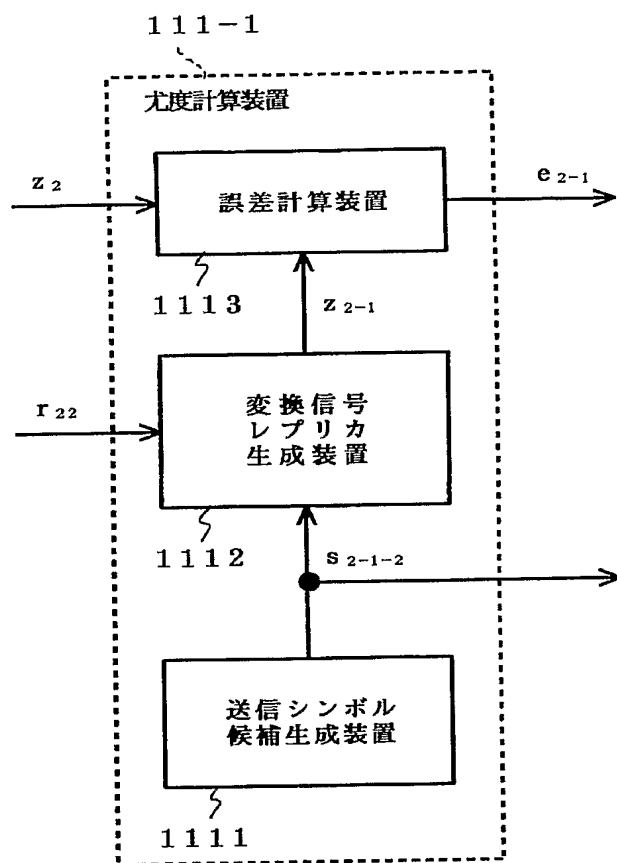 111-1
尤度計算装置
z2
誤差計算装置
e2-1
1113
z2-1
r22
変換信号
レプリカ
生成装置
1112
s2-1-2
送信シンボル
候補生成装置
1111